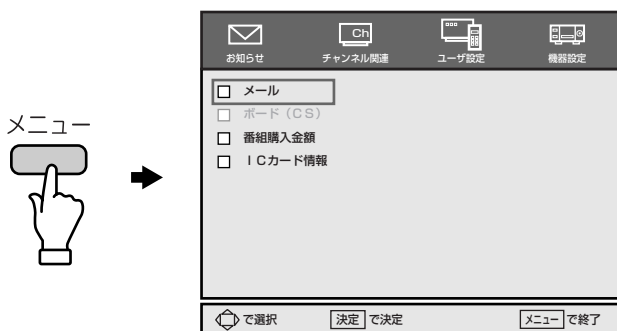 メニュー
Ch
お知らせ チャンネル関連 ユーザ設定 機器設定
メール
ボード（CS）
番組購入金額
ICカード情報
で選択 決定 で決定 メニュー で終了